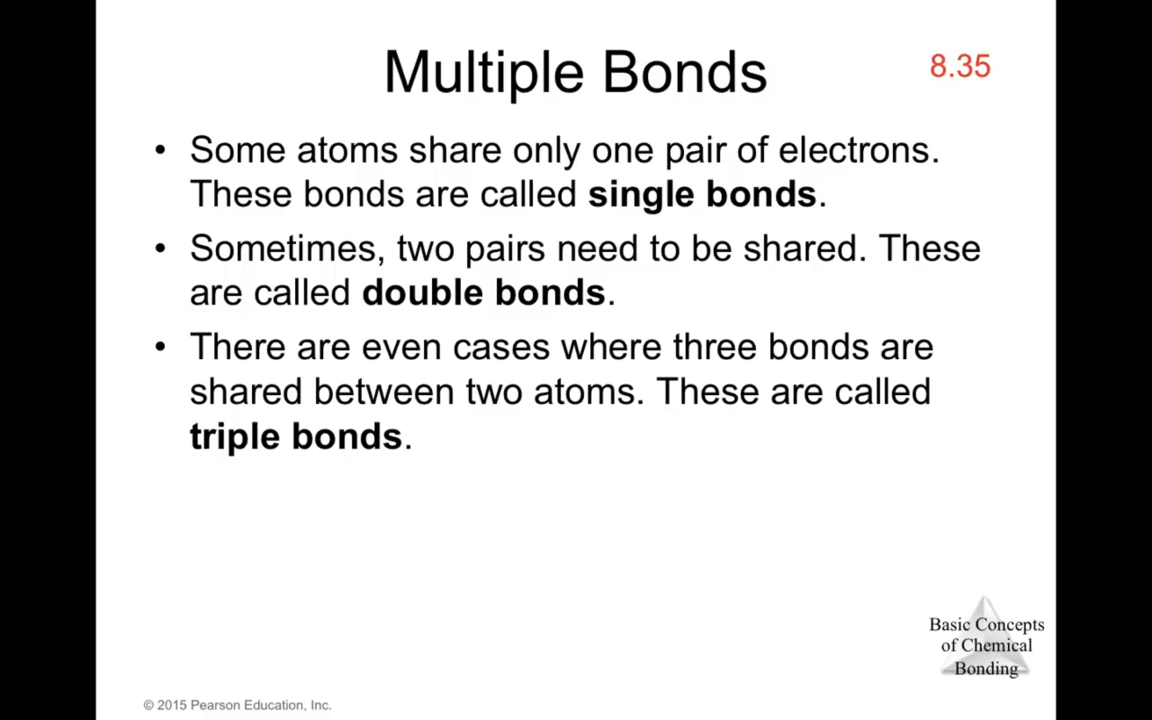 Multiple Bonds
8.35
• Some atoms share only one pair of electrons.
These bonds are called single bonds.
• Sometimes, two pairs need to be shared. These
are called double bonds.
• There are even cases where three bonds are
shared between two atoms. These are called
triple bonds.
Basic Concepts
of Chemical
Bonding
© 2015 Pearson Education, Inc.